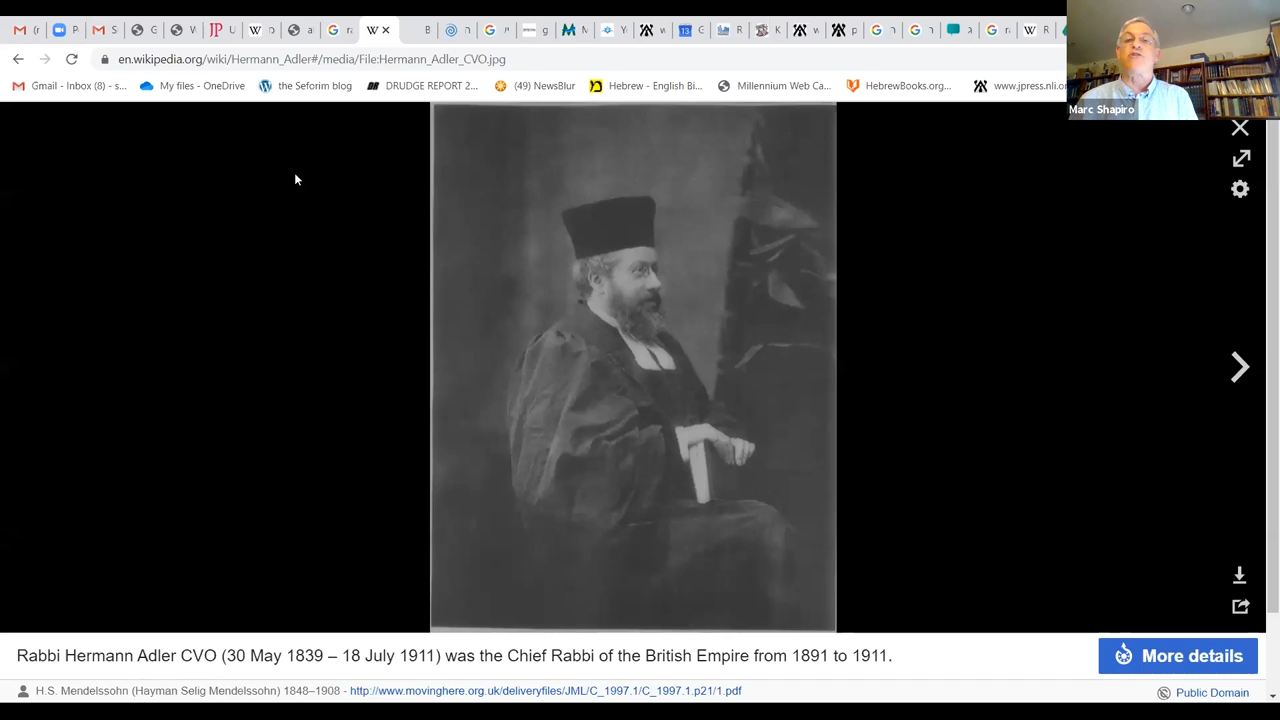 en.wikipedia.org/wiki/Hermann_Adler#/media/File:Hermann_Adler_CVO.jpg
Gmail - Inbox (8) - s... My files - OneDrive the Seforim blog DRUDGE REPORT 2... (49) NewsBlur Hebrew - English Bi... Millennium Web Ca... HebrewBooks.org... www.jpress.nli.o
Marc Shapiro
Rabbi Hermann Adler CVO (30 May 1839 – 18 July 1911) was the Chief Rabbi of the British Empire from 1891 to 1911.
More details
H.S. Mendelssohn (Hayman Selig Mendelssohn) 1848–1908 - http://www.movinghere.org.uk/deliveryfiles/JML/C_1997.1/C_1997.1.p21/1.pdf
Public Domain